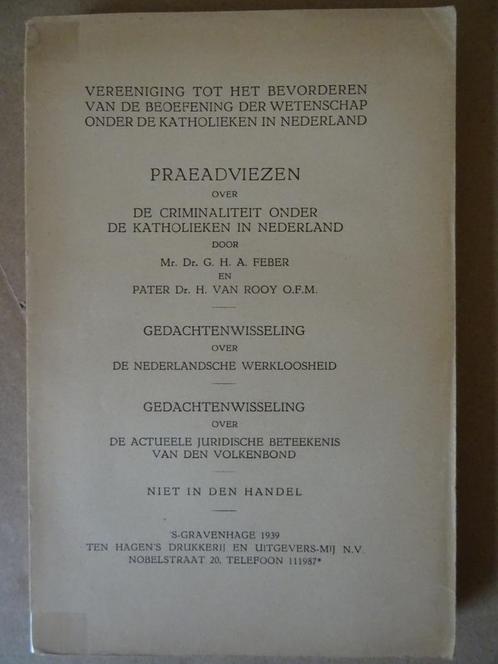 VEREENIGING TOT HET BEVORDEREN
VAN DE BEOEFENING DER WETENSCHAP
ONDER DE KATHOLIEKEN IN NEDERLAND
PRAEADVIEZEN
OVER
DE CRIMINALITEIT ONDER
DE KATHOLIEKEN IN NEDERLAND
DOOR
Mr. Dr. G. H. A. FEBER
EN
PATER Dr. H. VAN ROOY O.F.M.
GEDACHTENWISSELING
OVER
DE NEDERLANDSCHE WERKLOOSHEID
GEDACHTENWISSELING
OVER
DE ACTUEELE JURIDISCHE BETEEKENIS
VAN DEN VOLKENBOND
NIET IN DEN HANDEL
'S-GRAVENHAGE 1939
TEN HAGEN'S DRUKKERIJ EN UITGEVERS-MIJ N.V.
NOBELSTRAAT 20, TELEFOON 111987*